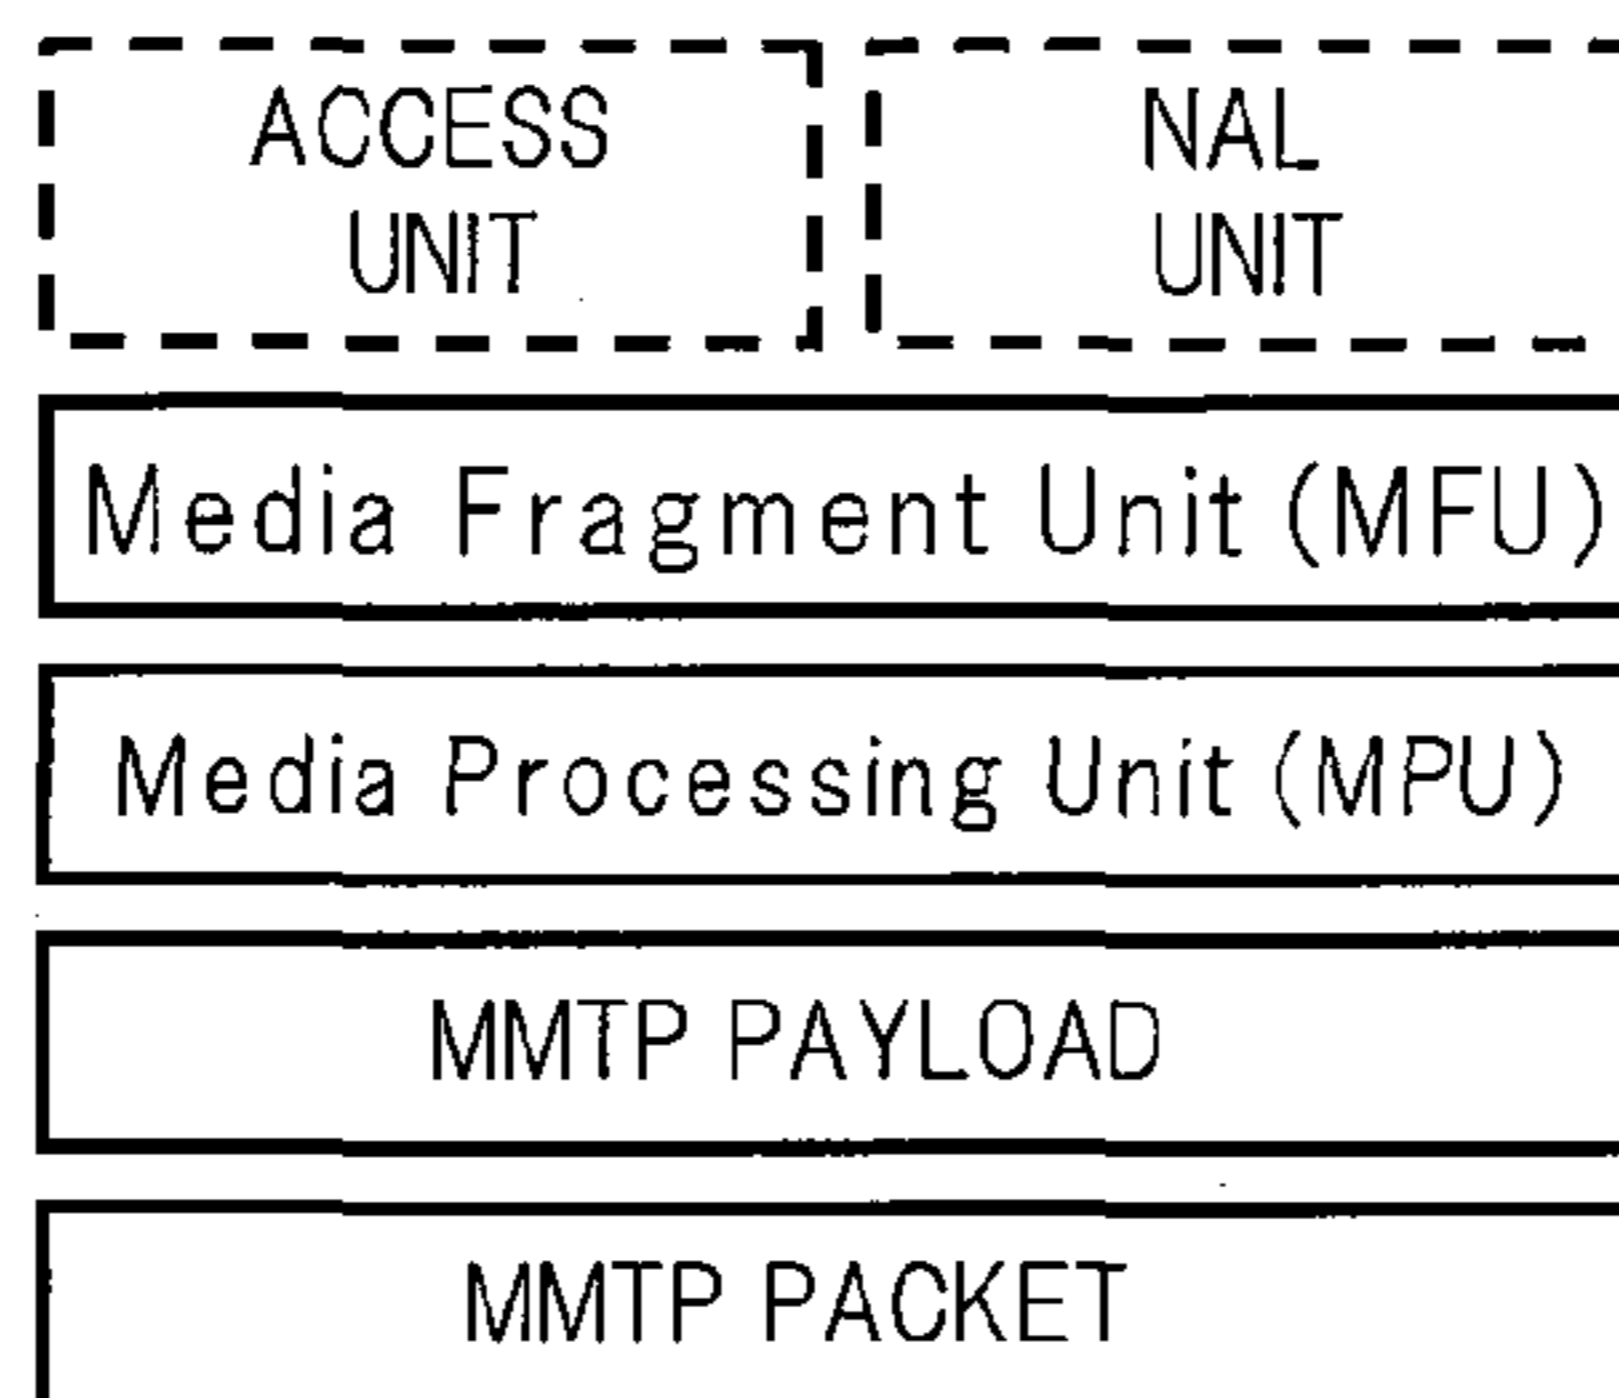 ACCESS
UNIT
NAL
UNIT
Media Fragment Unit (MFU)
Media Processing Unit (MPU)
MMTP PAYLOAD
MMTP PACKET